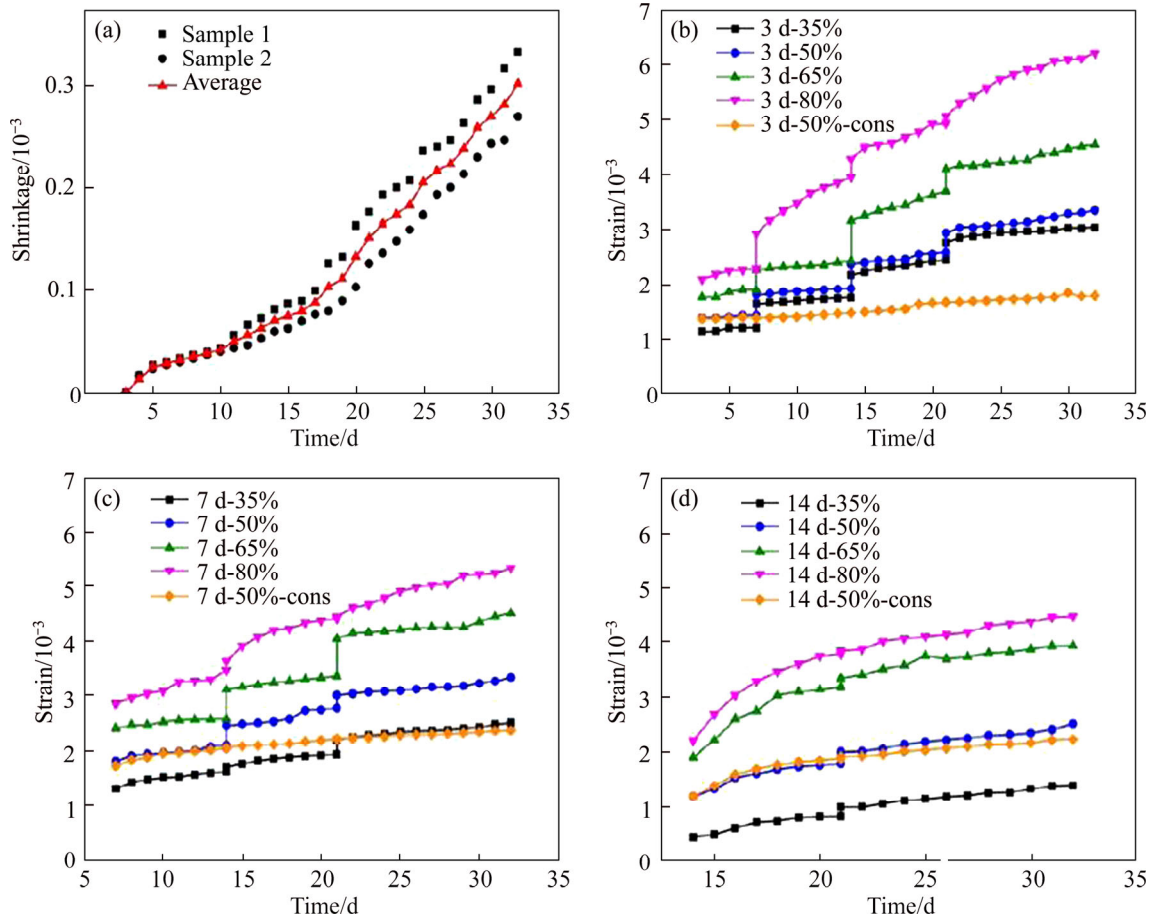 (a)
Sample 1
Sample 2
Average
Shrinkage/10⁻³
0.3
0.2
0.1
0
5 10 15 20 25 30 35
Time/d
(b)
3 d-35%
3 d-50%
3 d-65%
3 d-80%
3 d-50%-cons
Strain/10⁻³
7
6
5
4
3
2
1
0
5 10 15 20 25 30 35
Time/d
(c)
7 d-35%
7 d-50%
7 d-65%
7 d-80%
7 d-50%-cons
Strain/10⁻³
7
6
5
4
3
2
1
0
5 10 15 20 25 30 35
Time/d
(d)
14 d-35%
14 d-50%
14 d-65%
14 d-80%
14 d-50%-cons
Strain/10⁻³
7
6
5
4
3
2
1
0
15 20 25 30 35
Time/d